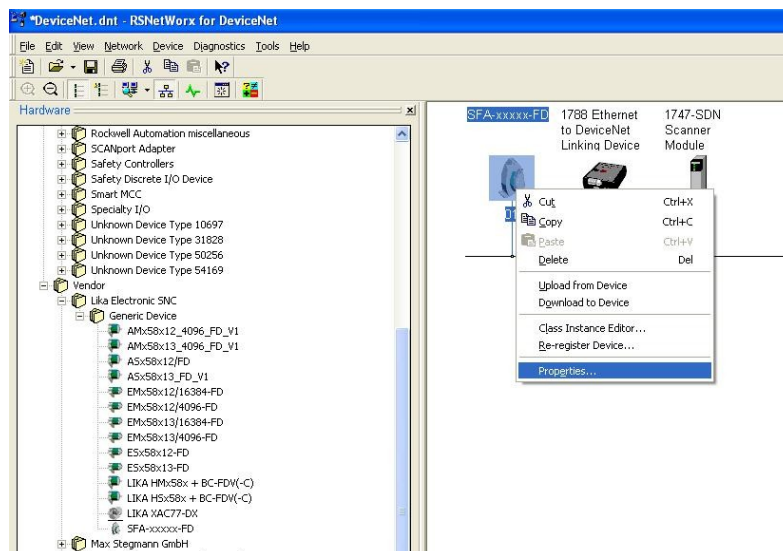 *DeviceNet.dnt - RSNetWorx for DeviceNet
File Edit View Network Device Diagnostics Tools Help
Hardware
Rockwell Automation miscellaneous
SCANport Adapter
Safety Controllers
Safety Discrete I/O Device
Smart MCC
Specialty I/O
Unknown Device Type 10697
Unknown Device Type 31828
Unknown Device Type 50256
Unknown Device Type 54169
Vendor
Lika Electronic SNC
Generic Device
AMx58x12_4096_FD_V1
AMx58x13_4096_FD_V1
ASx58x12/FD
ASx58x13_FD_V1
EMx58x12/16384-FD
EMx58x12/4096-FD
EMx58x13/16384-FD
EMx58x13/4096-FD
ESx58x12-FD
ESx58x13-FD
LIKA HMx58x + BC-FDV(-C)
LIKA HSx58x + BC-FDV(-C)
LIKA XAC77-DX
SFA-xxxxx-FD
Max Stegmann GmbH
SFA-xxxxx-FD
1788 Ethernet
to DeviceNet
Linking Device
1747-SDN
Scanner
Module
01
Cut Ctrl+X
Copy Ctrl+C
Paste Ctrl+V
Delete Del
Upload from Device
Download to Device
Class Instance Editor...
Re-register Device...
Properties...